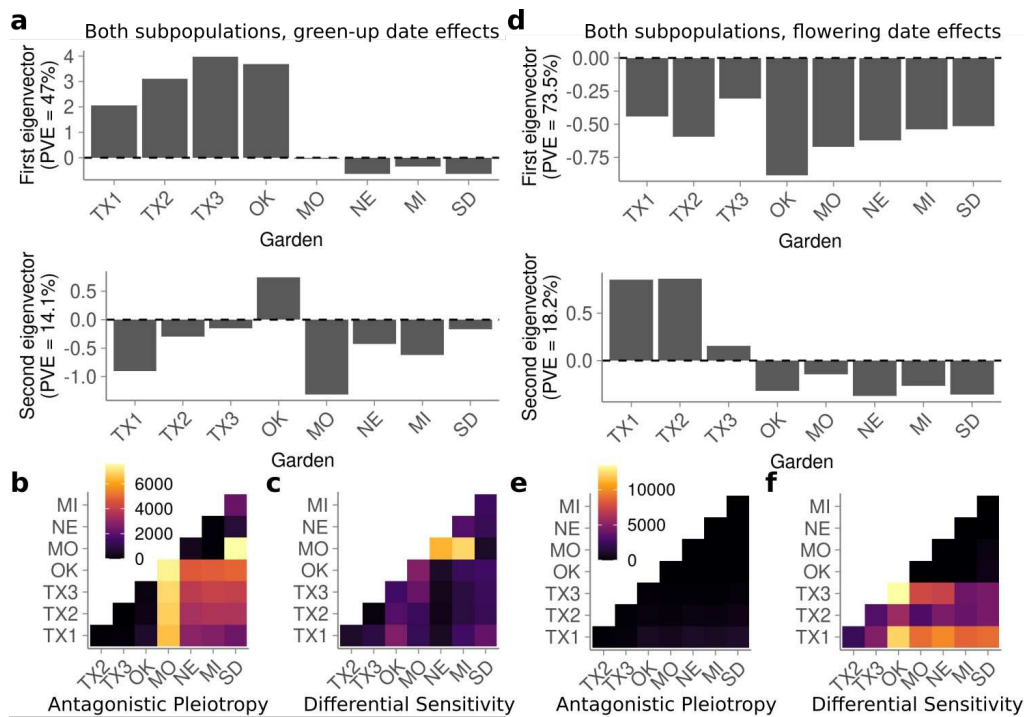 a
Both subpopulations, green-up date effects
First eigenvector
(PVE = 47%)
4
3
2
1
0
TX1 TX2 TX3 OK MO NE MI SD
Garden
Second eigenvector
(PVE = 14.1%)
0.5
0.0
-0.5
-1.0
TX1 TX2 TX3 OK MO NE MI SD
Garden
d
Both subpopulations, flowering date effects
First eigenvector
(PVE = 73.5%)
0.00
-0.25
-0.50
-0.75
TX1 TX2 TX3 OK MO NE MI SD
Garden
Second eigenvector
(PVE = 18.2%)
0.5
0.0
TX1 TX2 TX3 OK MO NE MI SD
Garden
b
6000
4000
2000
0
MI
NE
MO
OK
TX3
TX2
TX1
TX2 TX3 OK MO NE MI SD
Antagonistic Pleiotropy
c
MI
NE
MO
OK
TX3
TX2
TX1
TX2 TX3 OK MO NE MI SD
Differential Sensitivity
e
10000
5000
0
MI
NE
MO
OK
TX3
TX2
TX1
TX2 TX3 OK MO NE MI SD
Antagonistic Pleiotropy
f
MI
NE
MO
OK
TX3
TX2
TX1
TX2 TX3 OK MO NE MI SD
Differential Sensitivity